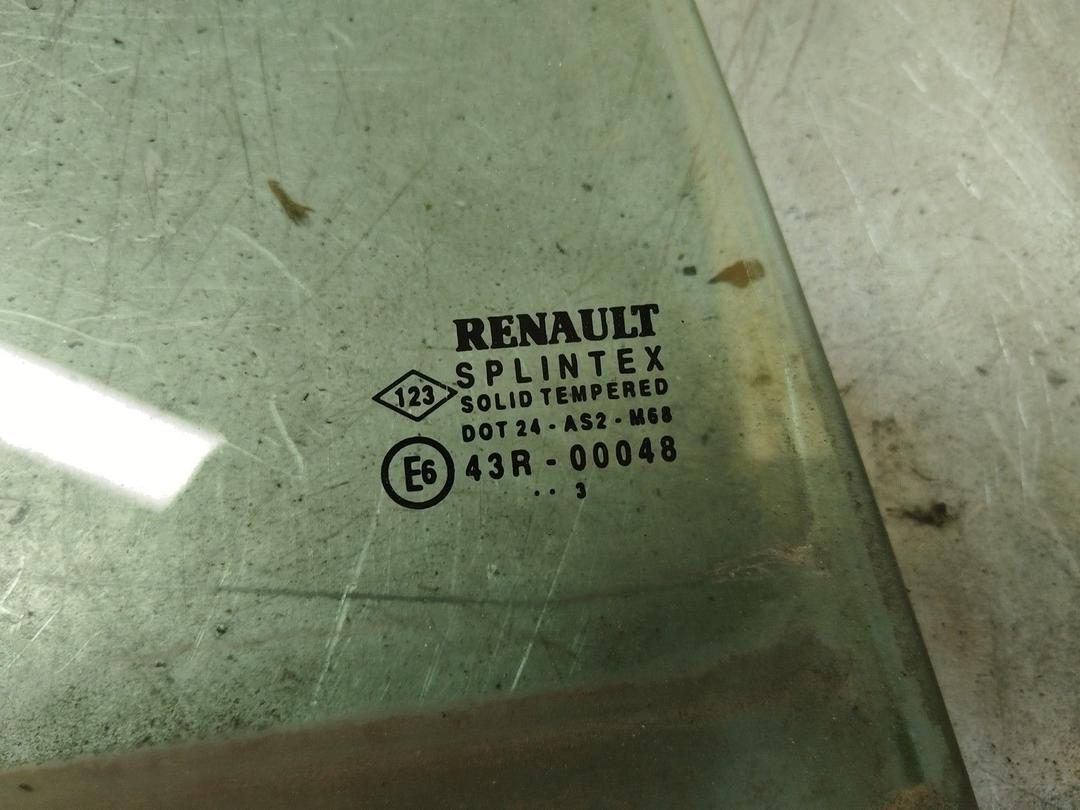 RENAULT
SPLINTEX
123
SOLID TEMPERED
DOT 24 - AS2 - M68
E6 43R - 00048
.. 3